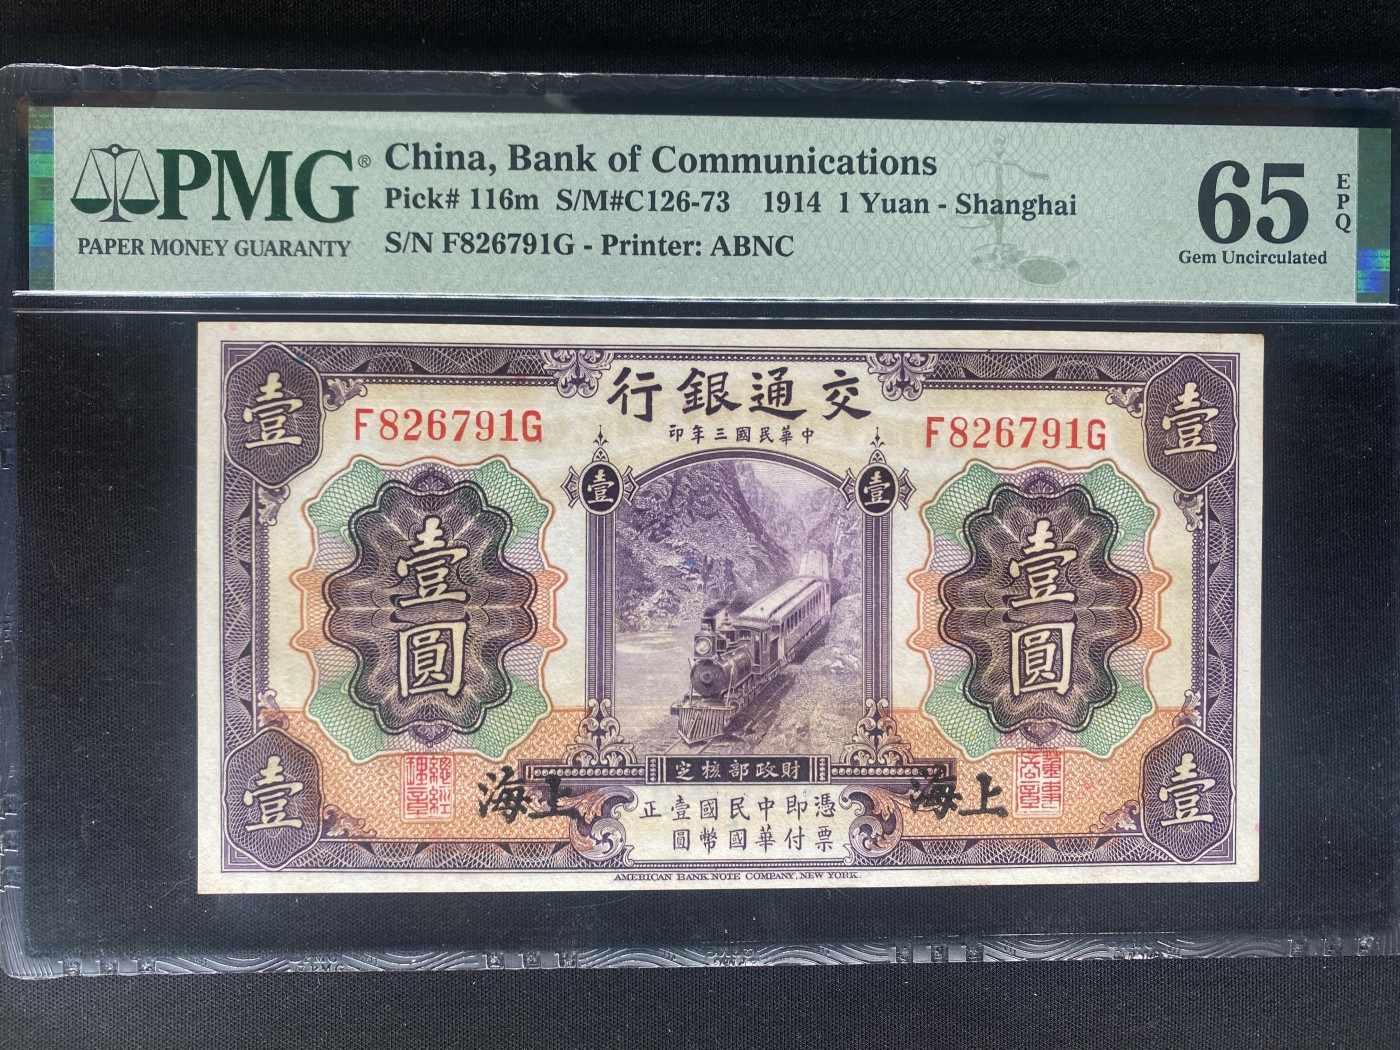 PMG®
PAPER MONEY GUARANTY
China, Bank of Communications
Pick# 116m S/M#C126-73 1914 1 Yuan - Shanghai
S/N F826791G - Printer: ABNC
65
EPQ
Gem Uncirculated
壹
行銀通交
壹
印年三國民華中
F826791G
F826791G
壹
壹
壹圓
壹圓
定核部政財
海上
海上
正壹國民中即憑
圓幣國華付票
壹
壹
AMERICAN BANK NOTE COMPANY, NEW YORK.